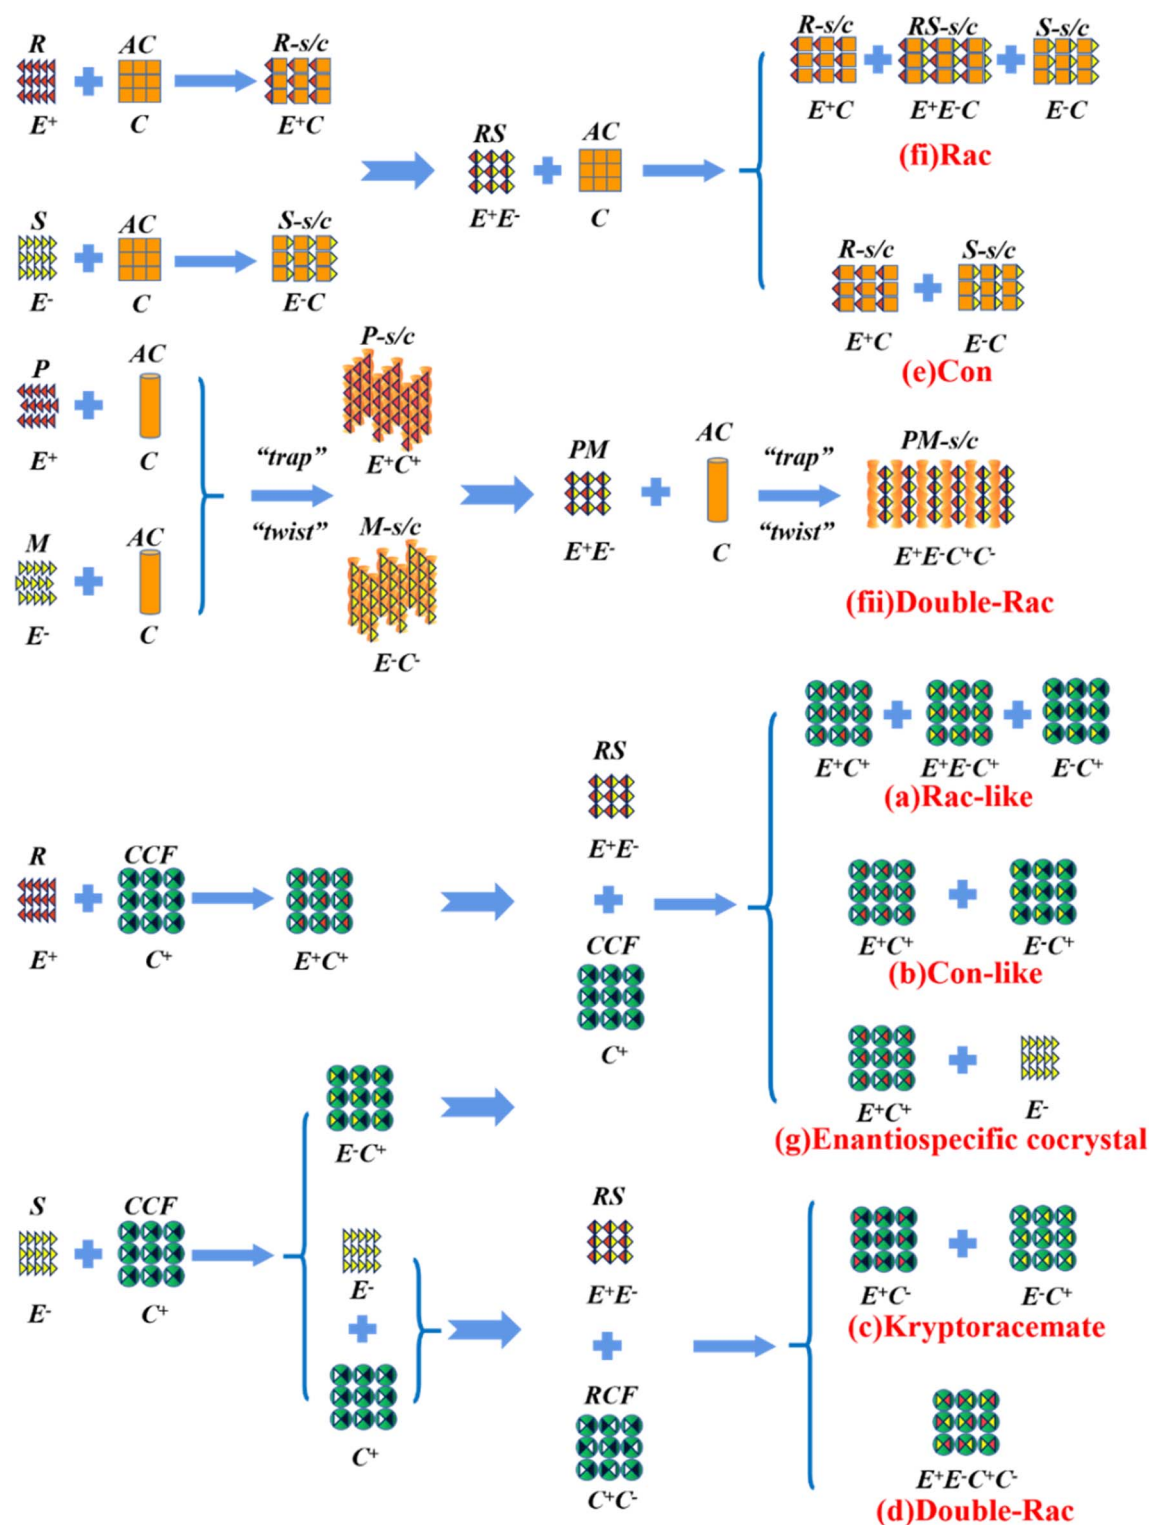 R AC R-s/c
E⁺ C E⁺C
S AC S-s/c
E⁻ C E⁻C
RS AC
E⁺E⁻ C
R-s/c RS-s/c S-s/c
E⁺C E⁺E⁻C E⁻C
(fi)Rac
R-s/c S-s/c
E⁺C E⁻C
(e)Con
P AC
E⁺ C
M AC
E⁻ C
“trap”
“twist”
P-s/c
E⁺C⁺
M-s/c
E⁻C⁻
PM AC
E⁺E⁻ C
“trap”
“twist”
PM-s/c
E⁺E⁻C⁺C⁻
(fii)Double-Rac
R CCF
E⁺ C⁺ E⁺C⁺
RS
E⁺E⁻
CCF
C⁺
E⁺C⁺ E⁺E⁻C⁺ E⁻C⁺
(a)Rac-like
E⁺C⁺ E⁻C⁺
(b)Con-like
E⁺C⁺ E⁻
(g)Enantiospecific cocrystal
S CCF
E⁻ C⁺
E⁻C⁺
E⁻
C⁺
RS
E⁺E⁻
RCF
C⁺C⁻
E⁺C⁻ E⁻C⁺
(c)Kryptoracemate
E⁺E⁻C⁺C⁻
(d)Double-Rac